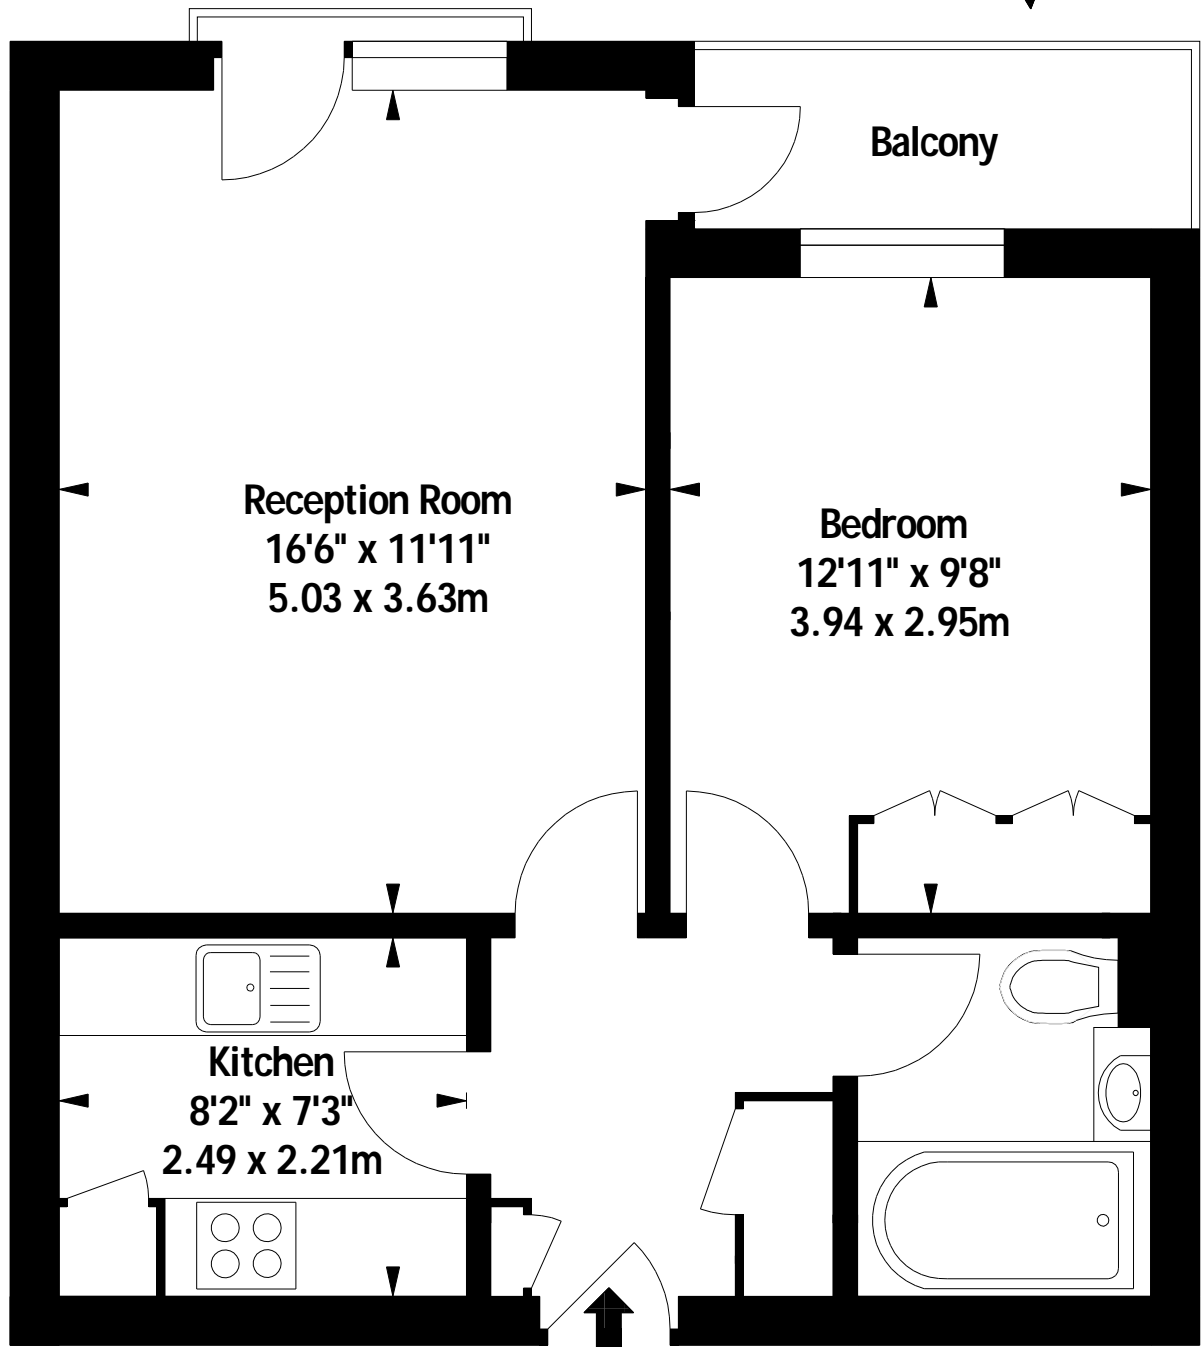 Balcony
Reception Room
16'6" x 11'11"
5.03 x 3.63m
Bedroom
12'11" x 9'8"
3.94 x 2.95m
Kitchen
8'2" x 7'3"
2.49 x 2.21m